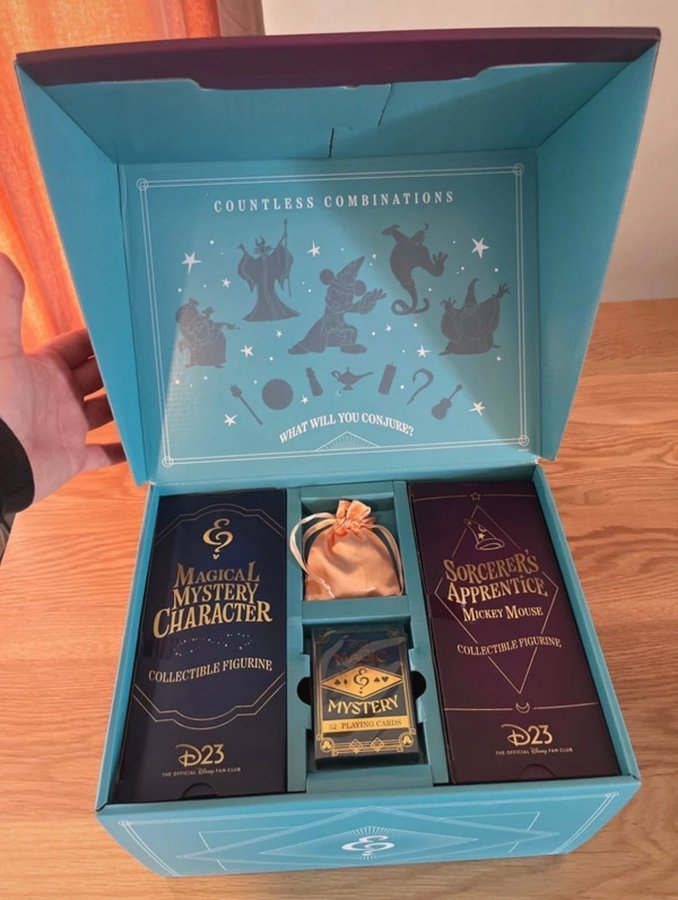 COUNTLESS COMBINATIONS
WHAT WILL YOU CONJURE?
MAGICAL
MYSTERY
CHARACTER
COLLECTIBLE FIGURINE
D23
THE OFFICIAL Disney FAN CLUB
MAGIC
&
MYSTERY
52 PLAYING CARDS
SORCERER'S
APPRENTICE
MICKEY MOUSE
COLLECTIBLE FIGURINE
D23
THE OFFICIAL Disney FAN CLUB